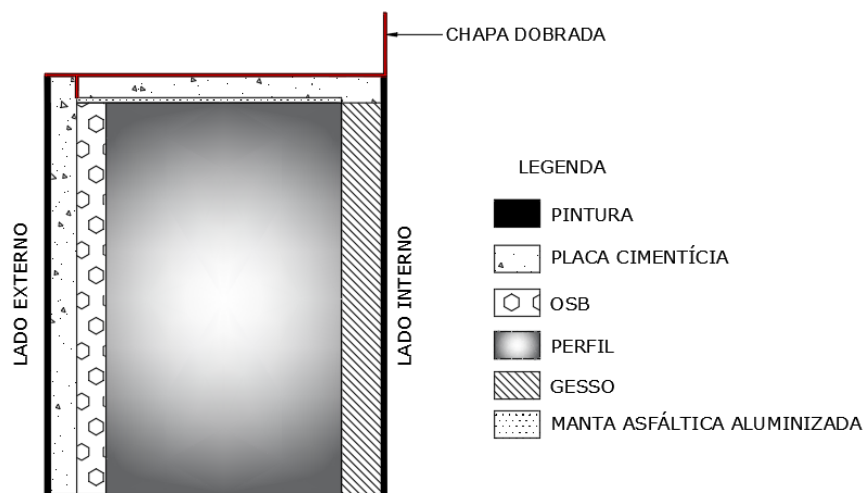 CHAPA DOBRADA
LADO EXTERNO
LADO INTERNO
LEGENDA
PINTURA
PLACA CIMENTÍCIA
OSB
PERFIL
GESSO
MANTA ASFÁLTICA ALUMINIZADA